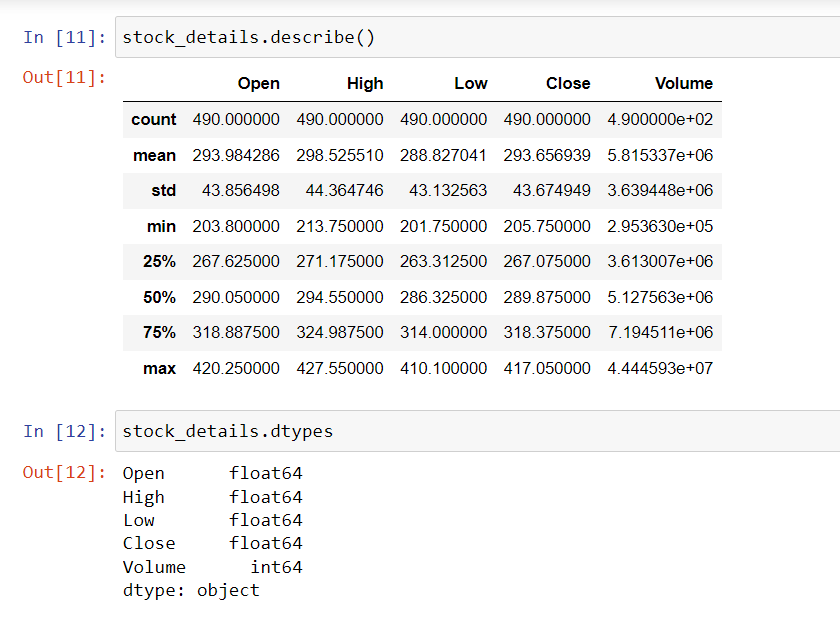 In [11]: stock_details.describe()
Out[11]:
Open High Low Close Volume
count 490.000000 490.000000 490.000000 490.000000 4.900000e+02
mean 293.984286 298.525510 288.827041 293.656939 5.815337e+06
std 43.856498 44.364746 43.132563 43.674949 3.639448e+06
min 203.800000 213.750000 201.750000 205.750000 2.953630e+05
25% 267.625000 271.175000 263.312500 267.075000 3.613007e+06
50% 290.050000 294.550000 286.325000 289.875000 5.127563e+06
75% 318.887500 324.987500 314.000000 318.375000 7.194511e+06
max 420.250000 427.550000 410.100000 417.050000 4.444593e+07
In [12]: stock_details.dtypes
Out[12]: Open float64
High float64
Low float64
Close float64
Volume int64
dtype: object